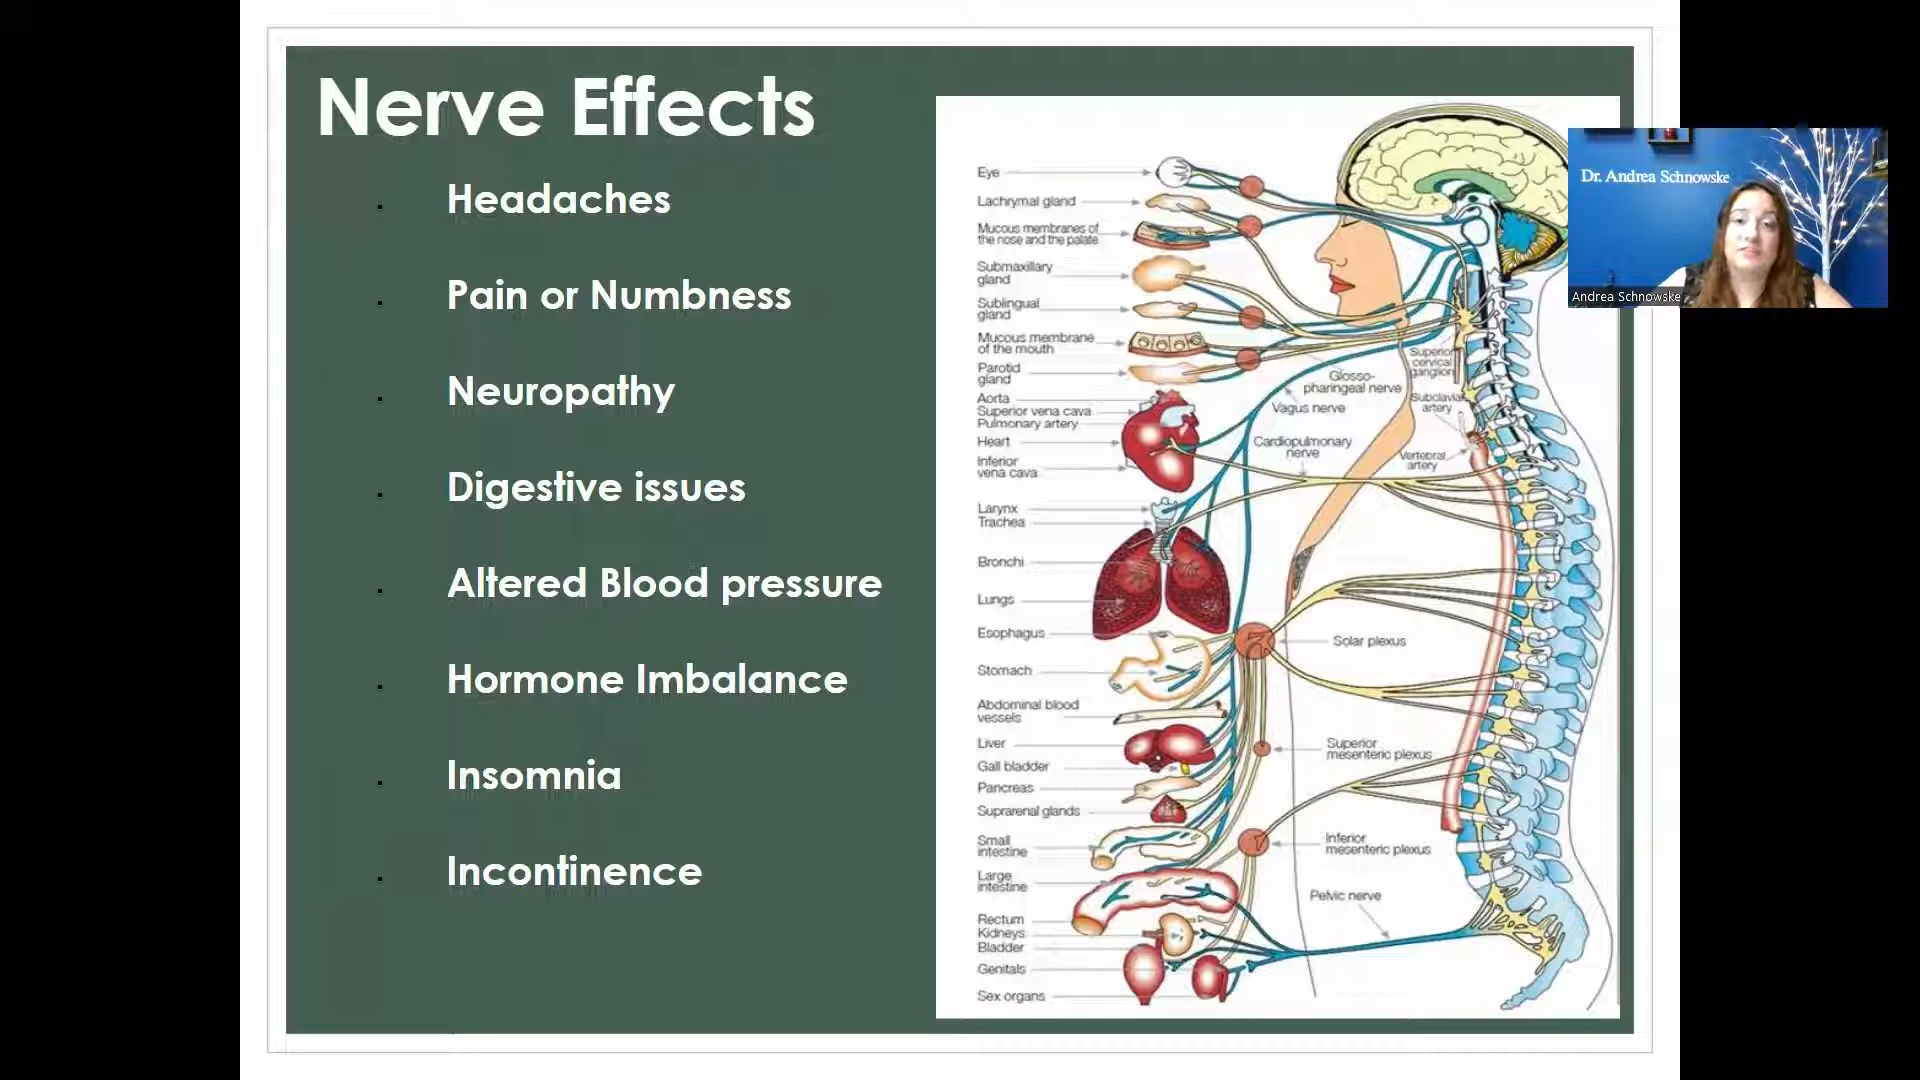 Nerve Effects
Headaches
Pain or Numbness
Neuropathy
Digestive issues
Altered Blood pressure
Hormone Imbalance
Insomnia
Incontinence
Eye
Lachrymal gland
Mucous membranes of
the nose and the palate
Submaxillary
gland
Sublingual
gland
Mucous membrane
of the mouth
Parotid
gland
Aorta
Superior vena cava
Pulmonary artery
Heart
Inferior
vena cava
Larynx
Trachea
Bronchi
Lungs
Esophagus
Stomach
Abdominal blood
vessels
Liver
Gall bladder
Pancreas
Suprarenal glands
Small
intestine
Large
intestine
Rectum
Kidneys
Bladder
Genitals
Sex organs
Superior
cervical
ganglion
Glosso-
pharyngeal nerve
Subclavia
artery
Vagus nerve
Cardiopulmonary
nerve
Vertebral
artery
Solar plexus
Superior
mesenteric plexus
Inferior
mesenteric plexus
Pelvic nerve
Dr. Andrea Schnowske
Andrea Schnowske